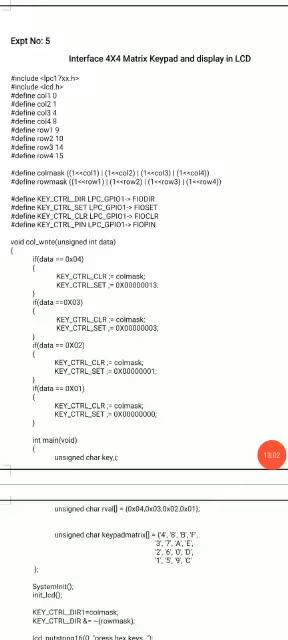 Expt No: 5
Interface 4X4 Matrix Keypad and display in LCD
#include <lpc17xx.h>
#include <lcd.h>
#define col1 0
#define col2 1
#define col3 4
#define col4 8
#define row1 9
#define row2 10
#define row3 14
#define row4 15
#define colmask ((1<<col1) | (1<<col2) | (1<<col3) | (1<<col4))
#define rowmask ((1<<row1) | (1<<row2) | (1<<row3) | (1<<row4))
#define KEY_CTRL_DIR LPC_GPIO1-> FIODIR
#define KEY_CTRL_SET LPC_GPIO1-> FIOSET
#define KEY_CTRL_CLR LPC_GPIO1-> FIOCLR
#define KEY_CTRL_PIN LPC_GPIO1-> FIOPIN
void col_wnte(unsigned int data)
{
if(data == 0x04)
{
KEY_CTRL_CLR ;= colmask;
KEY_CTRL_SET ;= 0X00000013;
}
if(data ==0X03)
{
KEY_CTRL_CLR ;= colmask;
KEY_CTRL_SET ;= 0X00000003;
}
if(data == 0X02)
{
KEY_CTRL_CLR ;= colmask;
KEY_CTRL_SET ;= 0X00000001;
}
if(data == 0X01)
{
KEY_CTRL_CLR ;= colmask;
KEY_CTRL_SET ;= 0X00000000;
}
int main(void)
{
unsigned char key,i;
13:02
unsigned char rval[] = (0x04,0x03,0x02,0x01);
unsigned char keypadmatrix[] = {'4', '8', 'B', 'F',
'3', '7', 'A', 'E',
'2', '6', '0', 'D',
'1', '5', '9', 'C'
};
SystemInit();
init_lcd();
KEY_CTRL_DIR1=colmask;
KEY_CTRL_DIR &= ~(rowmask);
lcd_putstring16(0, "press hex keys..");